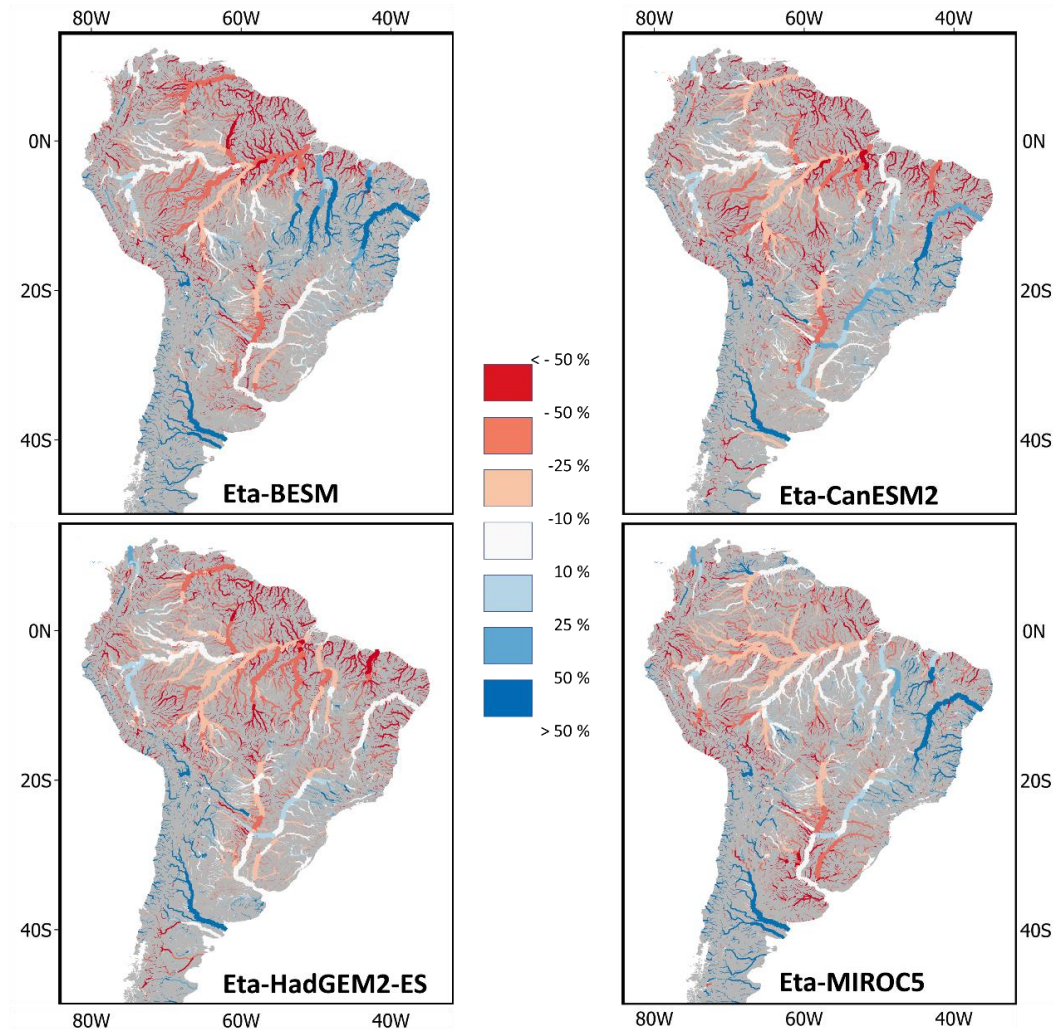 80W 60W 40W 80W 60W 40W
0N 0N
20S 20S
40S 40S
Eta-BESM Eta-CanESM2
< - 50 %
- 50 %
-25 %
-10 %
10 %
25 %
50 %
> 50 %
0N 0N
20S 20S
40S 40S
Eta-HadGEM2-ES Eta-MIROC5
80W 60W 40W 80W 60W 40W